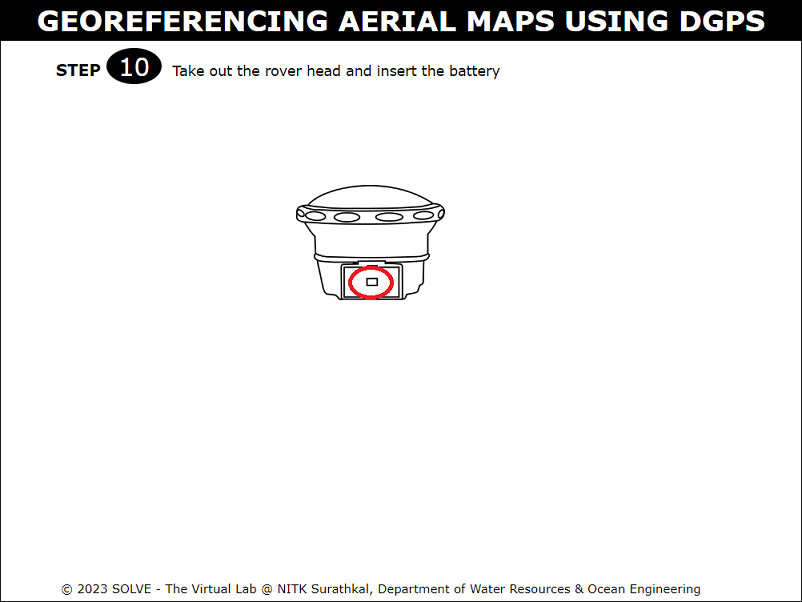 GEOREFERENCING AERIAL MAPS USING DGPS
STEP 10 Take out the rover head and insert the battery
© 2023 SOLVE - The Virtual Lab @ NITK Surathkal, Department of Water Resources & Ocean Engineering